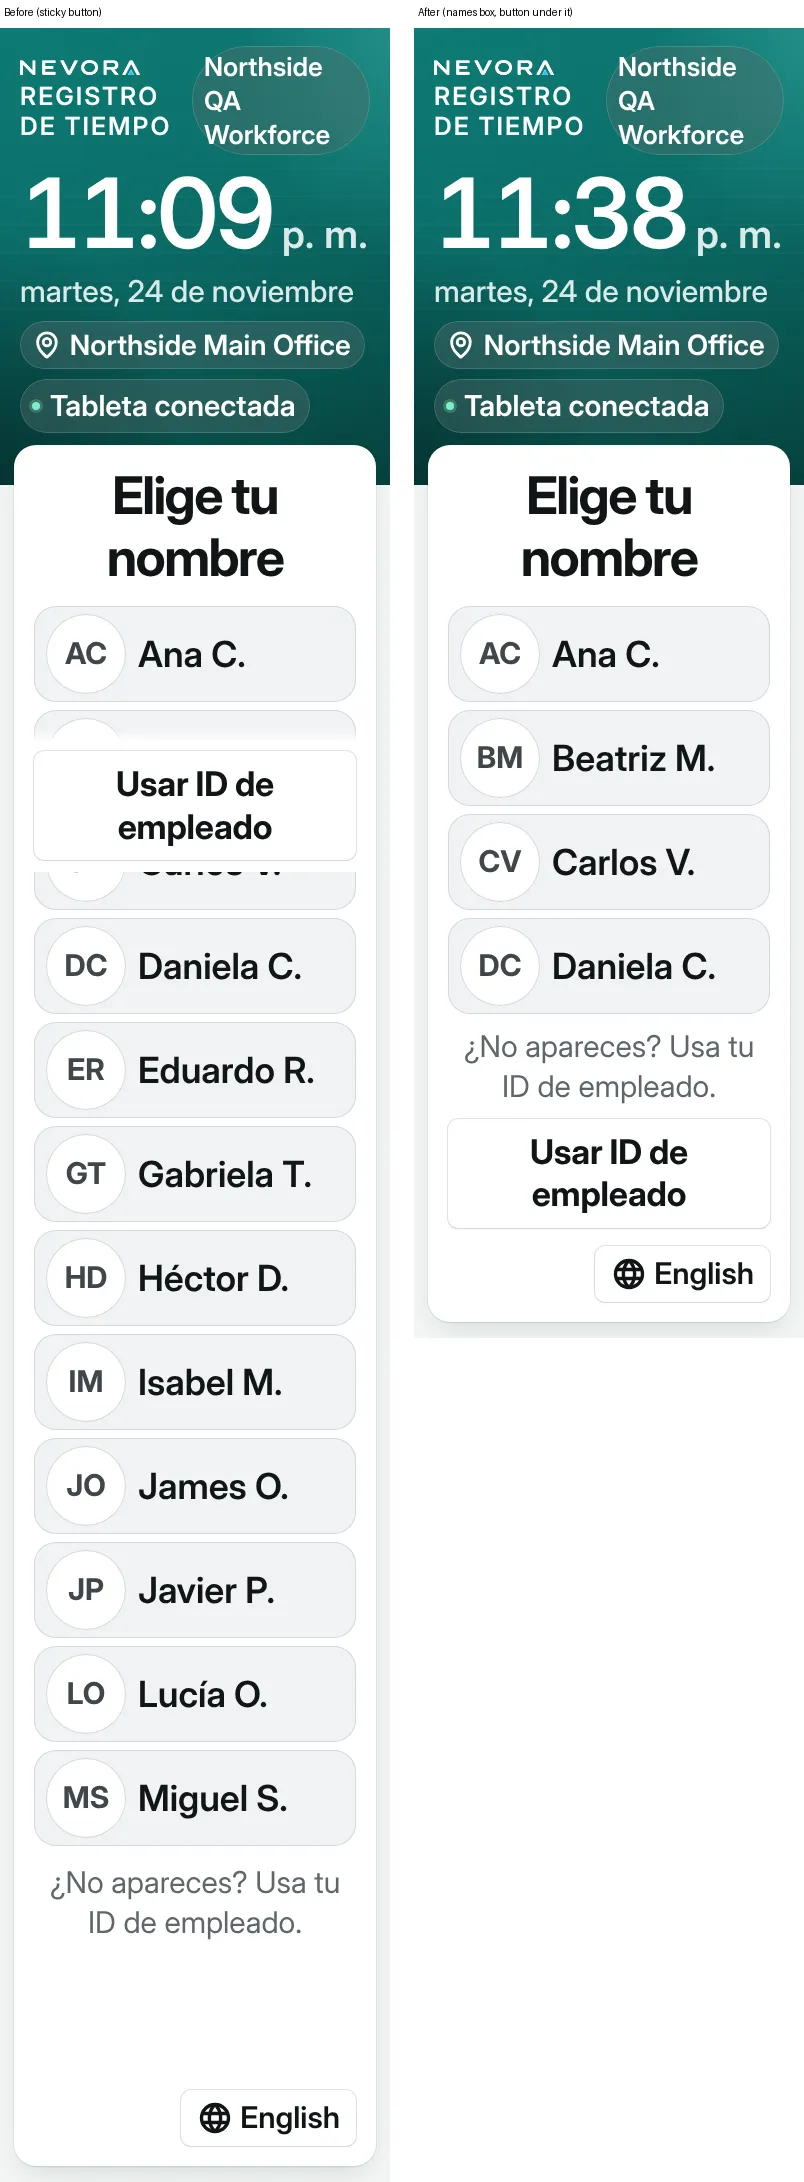 Before (sticky button)
NEVORA
REGISTRO
DE TIEMPO
Northside
QA
Workforce
11:09 p. m.
martes, 24 de noviembre
Northside Main Office
Tableta conectada
Elige tu
nombre
AC Ana C.
Usar ID de
empleado
DC Daniela C.
ER Eduardo R.
GT Gabriela T.
HD Héctor D.
IM Isabel M.
JO James O.
JP Javier P.
LO Lucía O.
MS Miguel S.
¿No apareces? Usa tu
ID de empleado.
English
After (names box, button under it)
NEVORA
REGISTRO
DE TIEMPO
Northside
QA
Workforce
11:38 p. m.
martes, 24 de noviembre
Northside Main Office
Tableta conectada
Elige tu
nombre
AC Ana C.
BM Beatriz M.
CV Carlos V.
DC Daniela C.
¿No apareces? Usa tu
ID de empleado.
Usar ID de
empleado
English